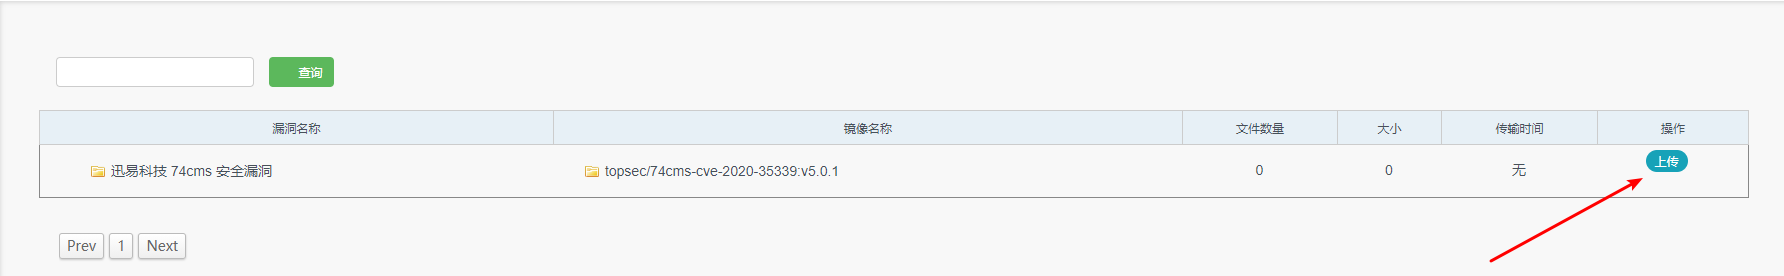 查询
漏洞名称 镜像名称 文件数量 大小 传输时间 操作
迅易科技 74cms 安全漏洞 topsec/74cms-cve-2020-35339:v5.0.1 0 0 无 上传
Prev 1 Next